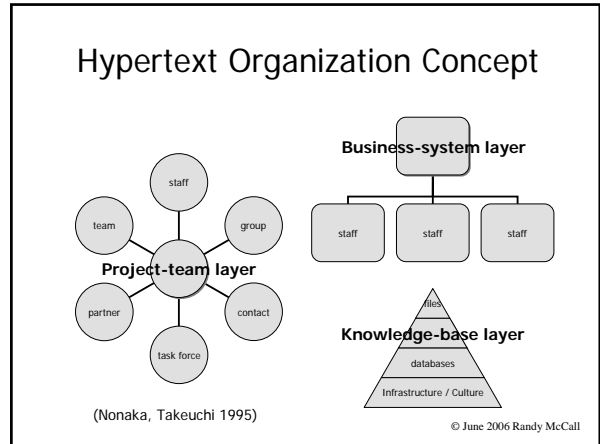 Hypertext Organization Concept
staff
team
group
Project-team layer
partner
contact
task force
(Nonaka, Takeuchi 1995)
Business-system layer
staff
staff
staff
files
Knowledge-base layer
databases
Infrastructure / Culture
© June 2006 Randy McCall